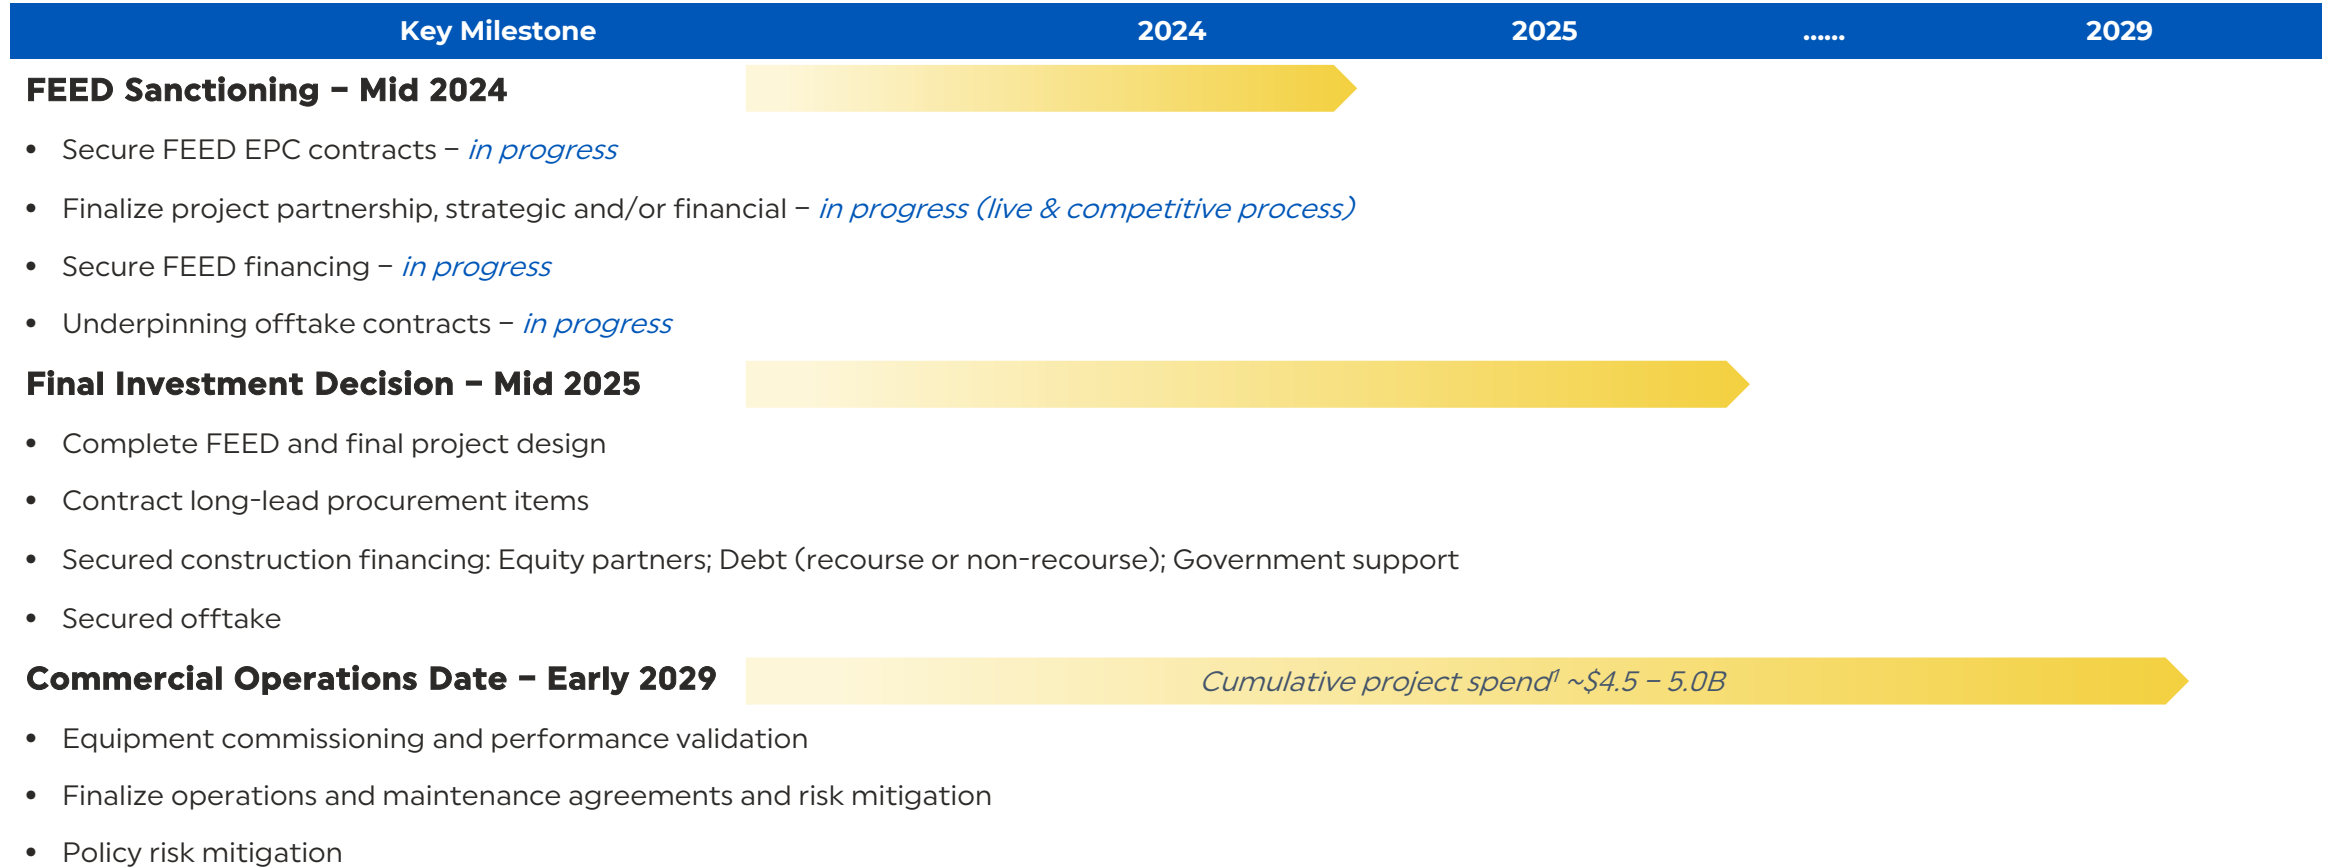 Key Milestone 2024 2025 ...... 2029
FEED Sanctioning – Mid 2024
• Secure FEED EPC contracts – in progress
• Finalize project partnership, strategic and/or financial – in progress (live & competitive process)
• Secure FEED financing – in progress
• Underpinning offtake contracts – in progress
Final Investment Decision – Mid 2025
• Complete FEED and final project design
• Contract long-lead procurement items
• Secured construction financing: Equity partners; Debt (recourse or non-recourse); Government support
• Secured offtake
Commercial Operations Date – Early 2029 Cumulative project spend¹ ~$4.5 – 5.0B
• Equipment commissioning and performance validation
• Finalize operations and maintenance agreements and risk mitigation
• Policy risk mitigation